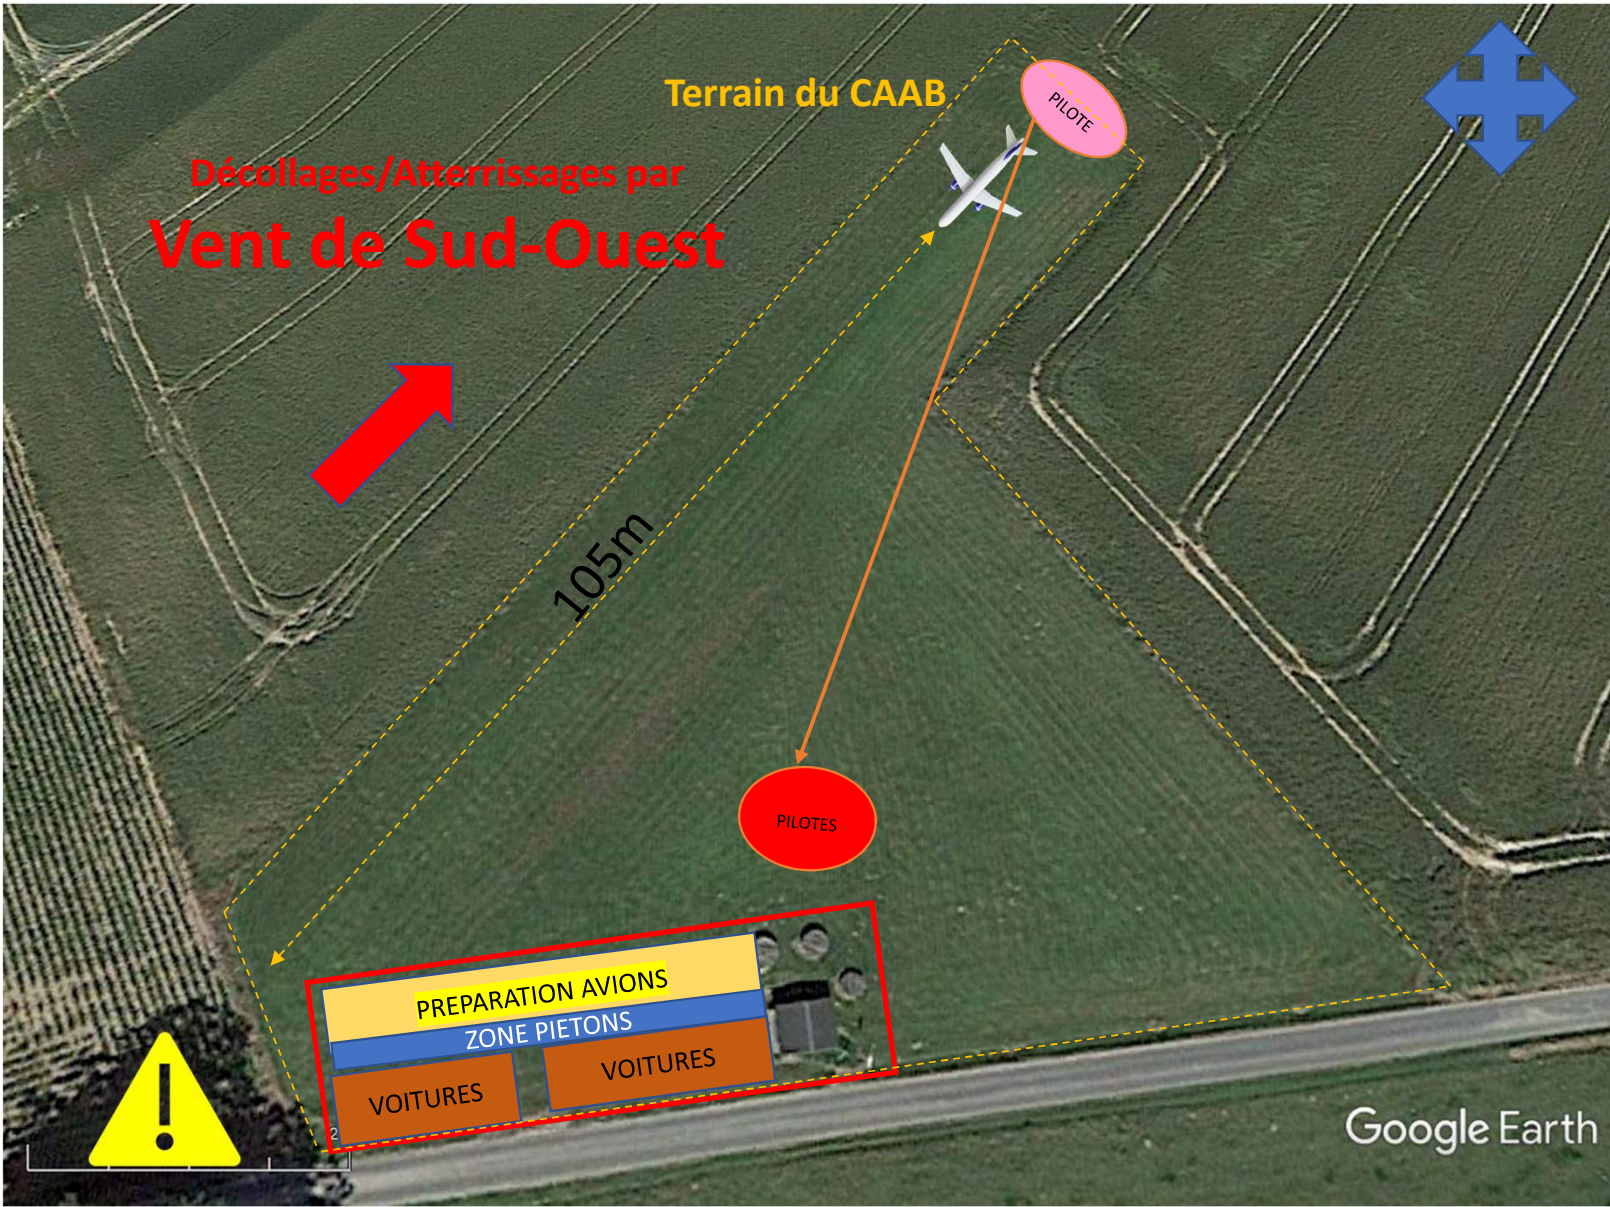 Terrain du CAAB
PILOTE
Décollages/Atterrissages par
Vent de Sud-Ouest
105m
PILOTES
PREPARATION AVIONS
ZONE PIETONS
VOITURES
VOITURES
2
Google Earth